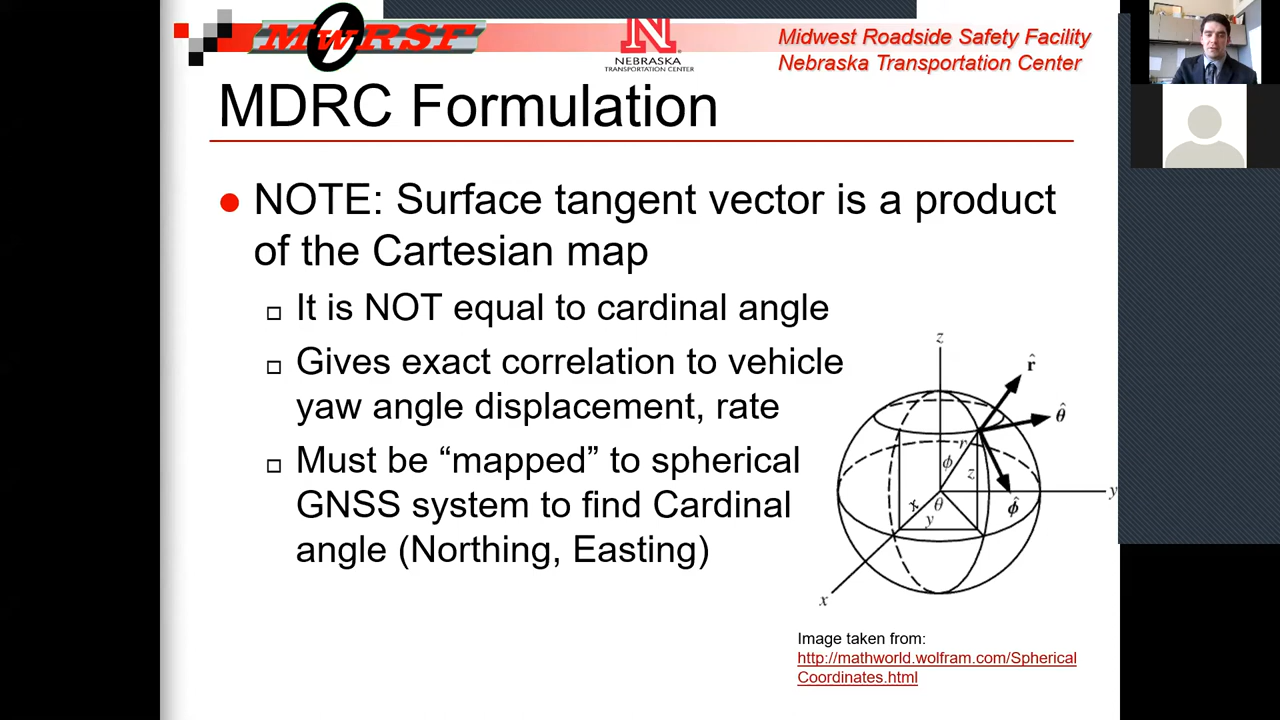 MwRSF
N
NEBRASKA
TRANSPORTATION CENTER
Midwest Roadside Safety Facility
Nebraska Transportation Center
MDRC Formulation
NOTE: Surface tangent vector is a product
of the Cartesian map
It is NOT equal to cardinal angle
Gives exact correlation to vehicle
yaw angle displacement, rate
Must be “mapped” to spherical
GNSS system to find Cardinal
angle (Northing, Easting)
z
r̂
θ̂
r
ϕ
z
y
x
θ
ϕ̂
y
x
Image taken from:
http://mathworld.wolfram.com/Spherical
Coordinates.html